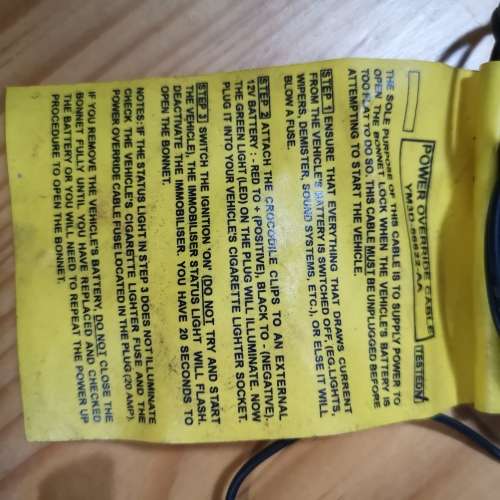 POWER OVERRIDE CABLE
YM3D-66922-AA
TESTED
THE SOLE PURPOSE OF THIS CABLE IS TO SUPPLY POWER TO
OPEN THE BONNET LOCK WHEN THE VEHICLE'S BATTERY IS
TOO FLAT TO DO SO, THIS CABLE MUST BE UNPLUGGED BEFORE
ATTEMPTING TO START THE VEHICLE.
STEP 1 ENSURE THAT EVERYTHING THAT DRAWS CURRENT
FROM THE VEHICLE'S BATTERY IS SWITCHED OFF, (EG. LIGHTS,
WIPERS, DEMISTER, SOUND SYSTEMS, ETC.), OR ELSE IT WILL
BLOW A FUSE.
STEP 2 ATTACH THE CROCODILE CLIPS TO AN EXTERNAL
12V BATTERY : - RED TO + (POSITIVE), BLACK TO - (NEGATIVE),
THE GREEN LIGHT (LED) ON THE PLUG WILL ILLUMINATE. NOW
PLUG IT INTO YOUR VEHICLE'S CIGARETTE LIGHTER SOCKET.
STEP 3 SWITCH THE IGNITION 'ON' (DO NOT TRY AND START
THE VEHICLE), THE IMMOBILISER STATUS LIGHT WILL FLASH.
DEACTIVATE THE IMMOBILISER. YOU HAVE 20 SECONDS TO
OPEN THE BONNET.
NOTES: IF THE STATUS LIGHT IN STEP 3 DOES NOT ILLUMINATE
CHECK THE VEHICLE'S CIGARETTE LIGHTER FUSE AND THE
POWER OVERRIDE CABLE FUSE LOCATED IN THE PLUG (20 AMP).
IF YOU REMOVE THE VEHICLE'S BATTERY DO NOT CLOSE THE
BONNET FULLY UNTIL YOU HAVE REPLACED AND CHECKED
THE BATTERY OR YOU WILL NEED TO REPEAT THE POWER UP
PROCEDURE TO OPEN THE BONNET.